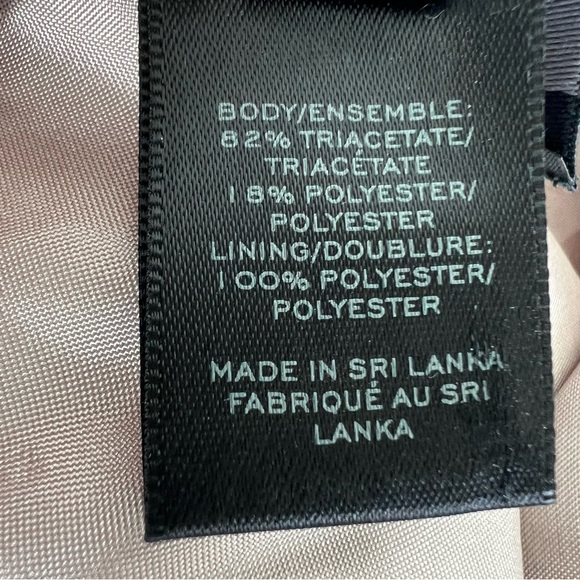 BODY/ENSEMBLE:
82% TRIACETATE/
TRIACÉTATE
18% POLYESTER/
POLYESTER
LINING/DOUBLURE:
100% POLYESTER/
POLYESTER
MADE IN SRI LANKA
FABRIQUÉ AU SRI
LANKA